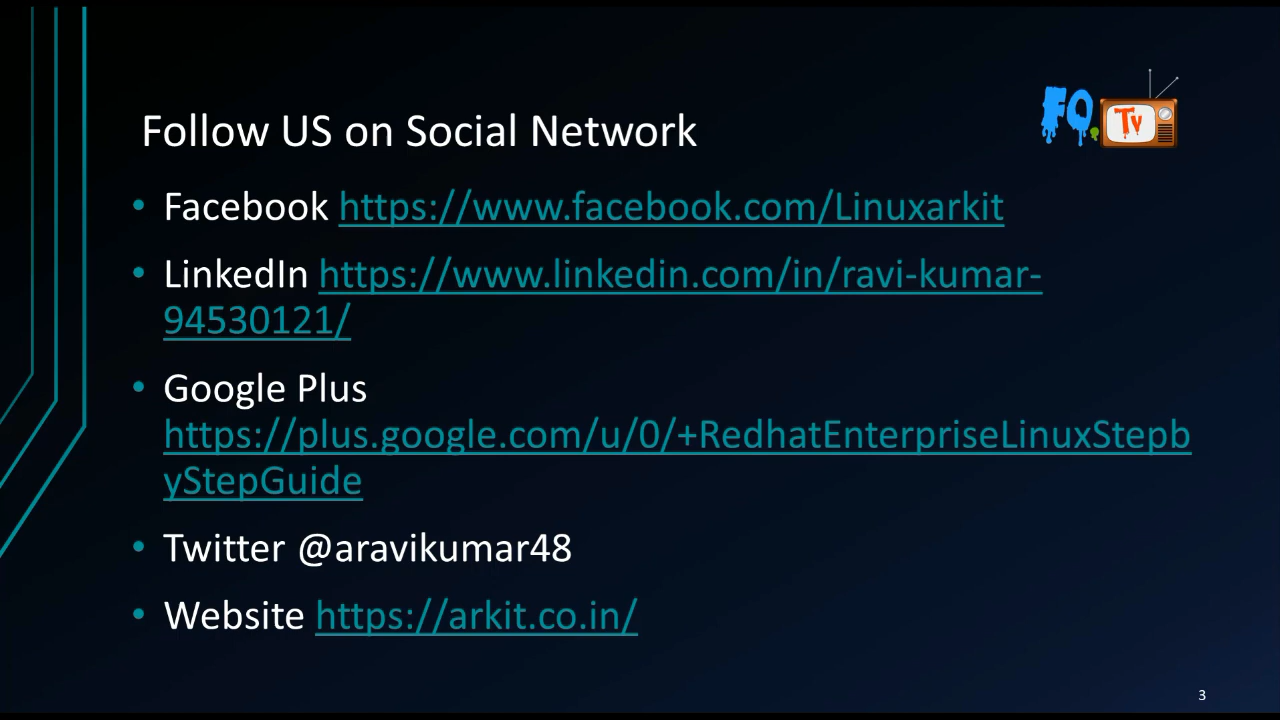 FQ. Tv
Follow US on Social Network
• Facebook https://www.facebook.com/Linuxarkit
• LinkedIn https://www.linkedin.com/in/ravi-kumar-
94530121/
• Google Plus
https://plus.google.com/u/0/+RedhatEnterpriseLinuxStepb
yStepGuide
• Twitter @aravikumar48
• Website https://arkit.co.in/
3